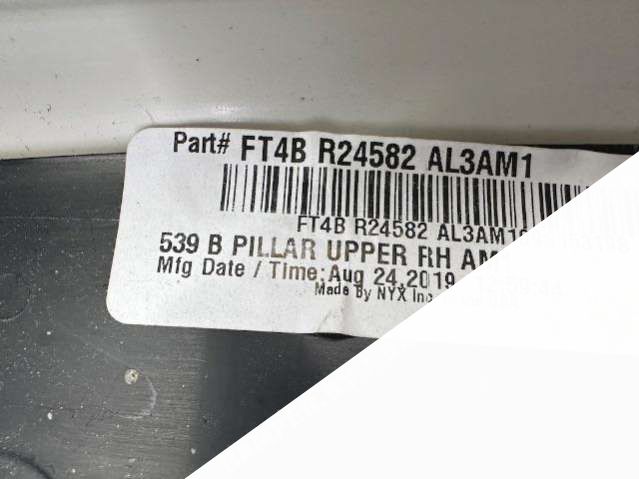 Part# FT4B R24582 AL3AM1
FT4B R24582 AL3AM1
539 B PILLAR UPPER RH
Mfg Date / Time: Aug 24,2019
Made By NYX Inc